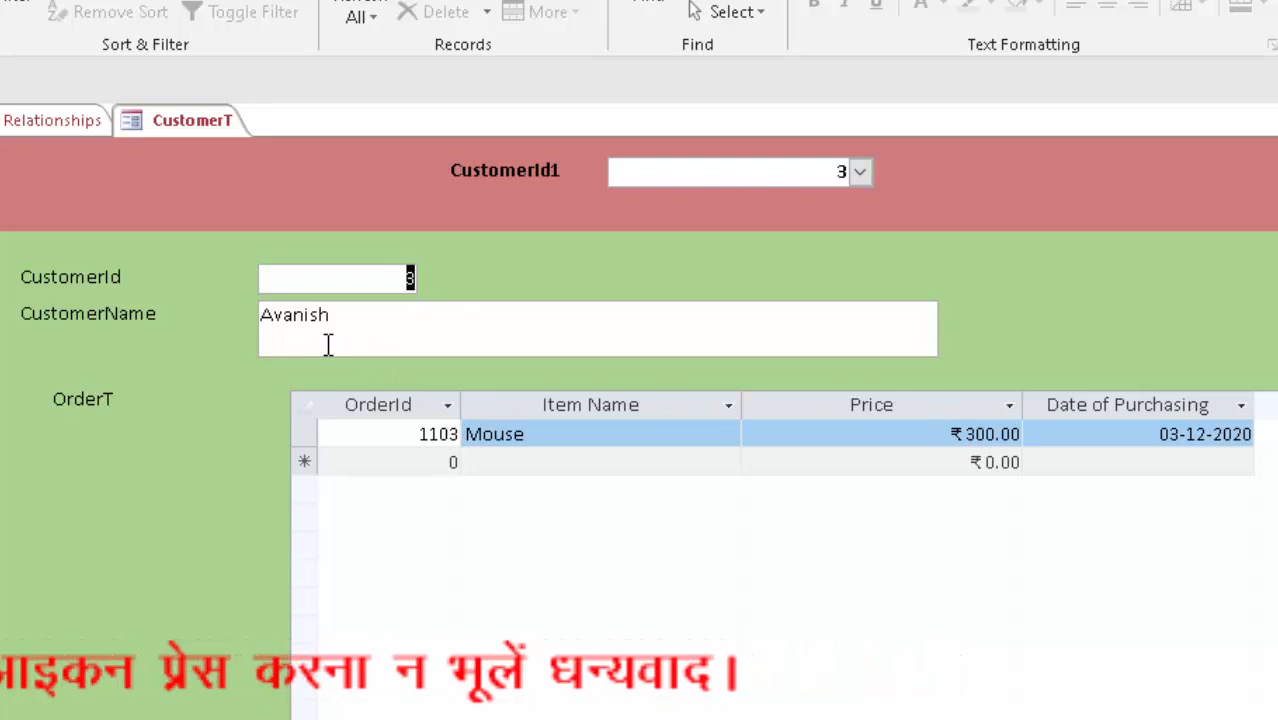 Remove Sort
Toggle Filter
All
Delete
More
Select
Sort & Filter
Records
Find
Text Formatting
Relationships
CustomerT
CustomerId1
3
CustomerId
3
CustomerName
Avanish
OrderT
OrderId Item Name Price Date of Purchasing
1103 Mouse ₹ 300.00 03-12-2020
0 ₹ 0.00
आइकन प्रेस करना न भूलें धन्यवाद।